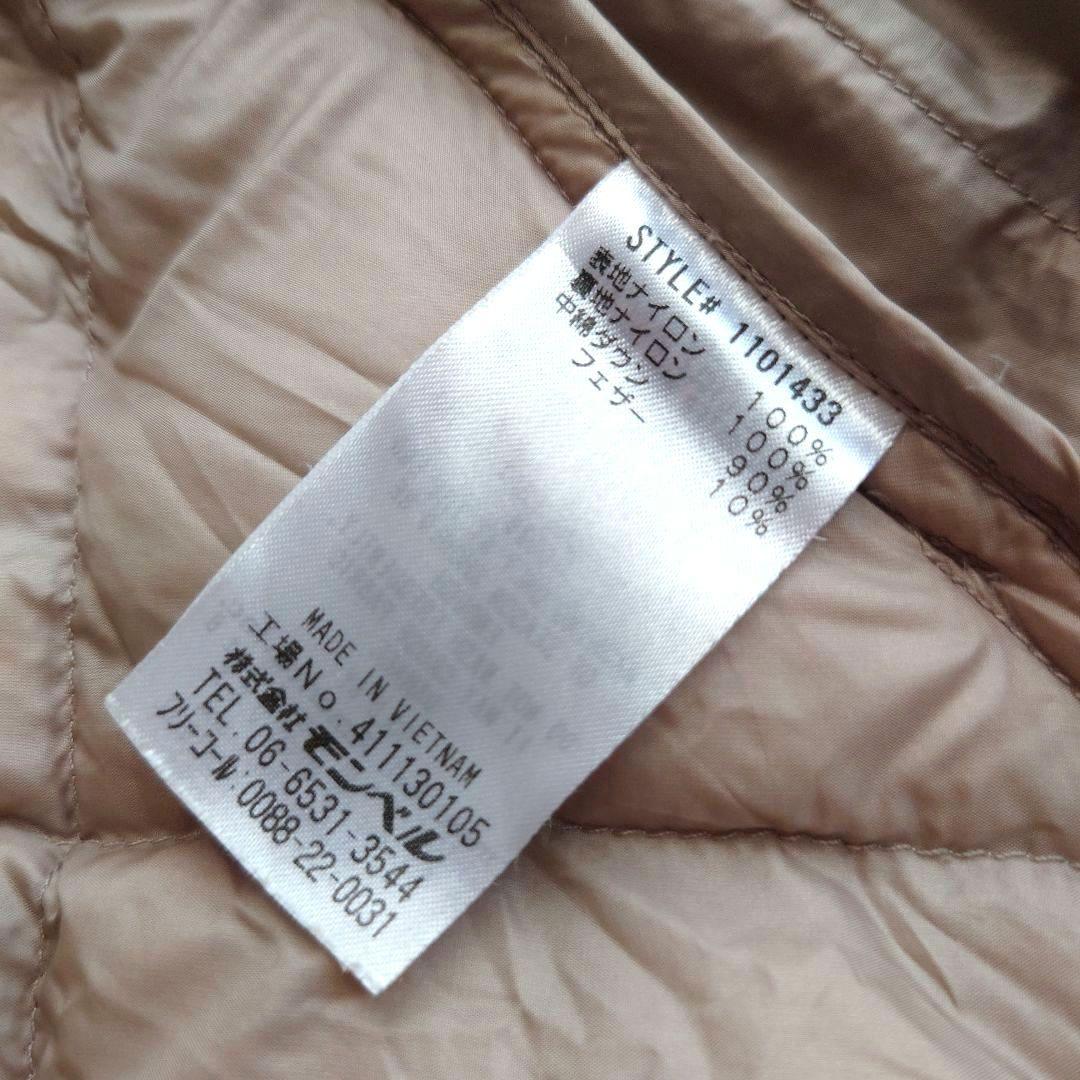 STYLE# 1101433
表地ナイロン 100%
裏地ナイロン 100%
中綿ダウン 90%
フェザー 10%
MADE IN VIETNAM
工場No.411130105
株式会社モンベル
TEL.06-6531-3544
フリーコール:0088-22-0031